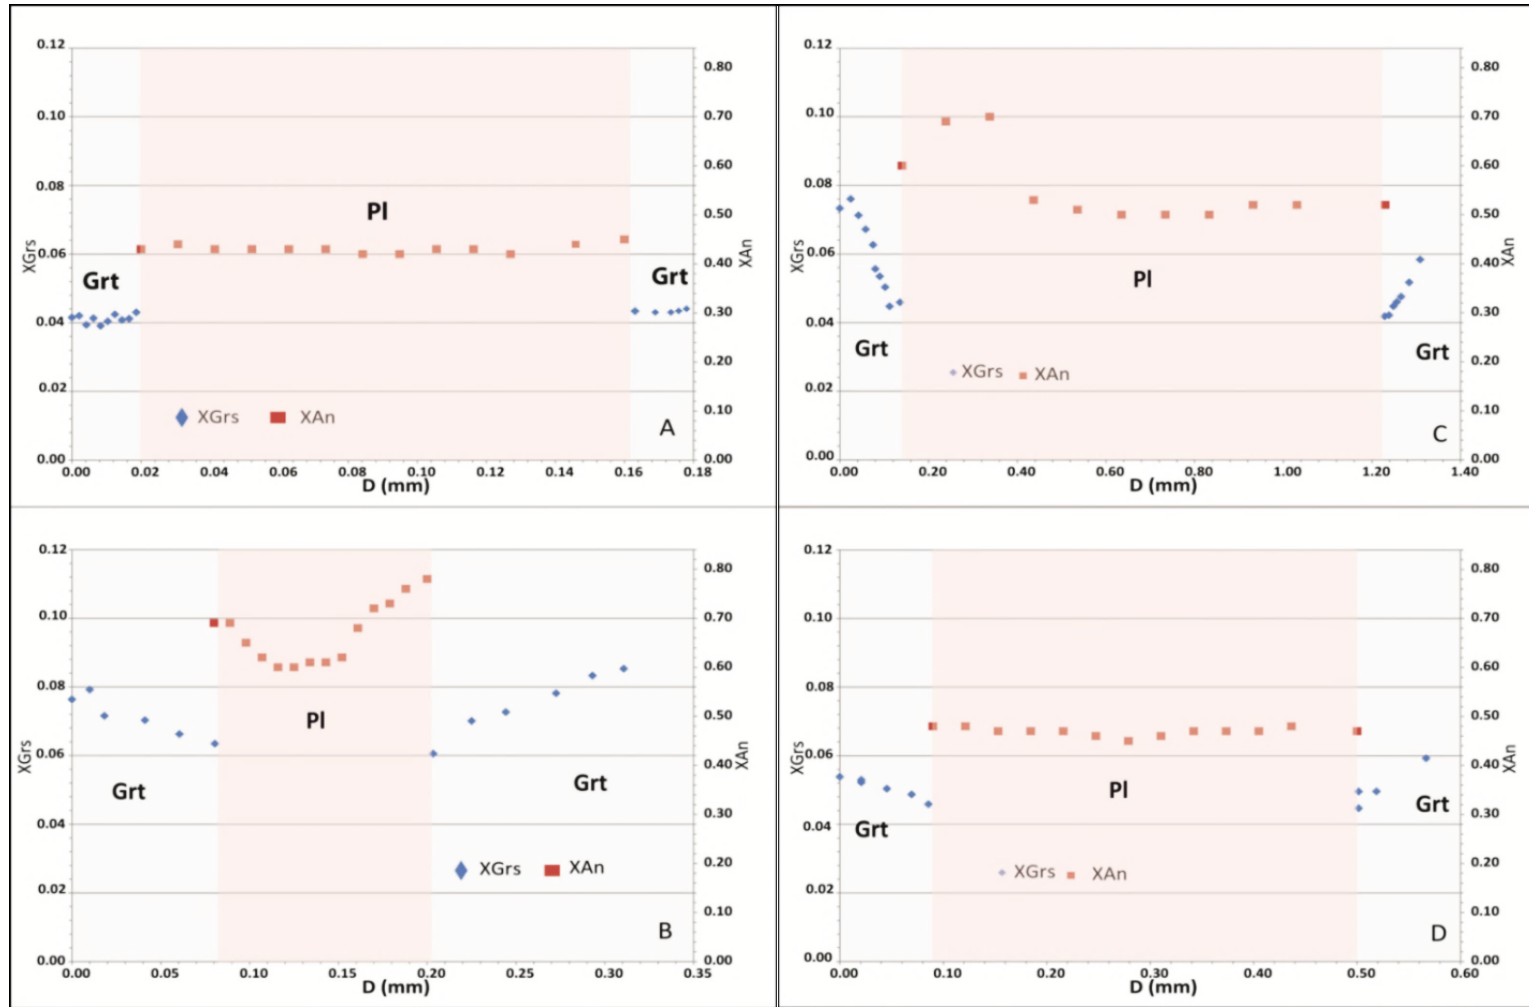 0.12
0.10
0.08
0.06
0.04
0.02
0.00
XGrs
0.80
0.70
0.60
0.50
0.40
0.30
0.20
0.10
0.00
XAn
Pl
Grt
Grt
XGrs XAn
A
0.00 0.02 0.04 0.06 0.08 0.10 0.12 0.14 0.16 0.18
D (mm)
0.12
0.10
0.08
0.06
0.04
0.02
0.00
XGrs
0.80
0.70
0.60
0.50
0.40
0.30
0.20
0.10
0.00
XAn
Pl
Grt
Grt
XGrs XAn
C
0.00 0.20 0.40 0.60 0.80 1.00 1.20 1.40
D (mm)
0.12
0.10
0.08
0.06
0.04
0.02
0.00
XGrs
0.80
0.70
0.60
0.50
0.40
0.30
0.20
0.10
0.00
XAn
Pl
Grt
Grt
XGrs XAn
B
0.00 0.05 0.10 0.15 0.20 0.25 0.30 0.35
D (mm)
0.12
0.10
0.08
0.06
0.04
0.02
0.00
XGrs
0.80
0.70
0.60
0.50
0.40
0.30
0.20
0.10
0.00
XAn
Pl
Grt
Grt
XGrs XAn
D
0.00 0.10 0.20 0.30 0.40 0.50 0.60
D (mm)